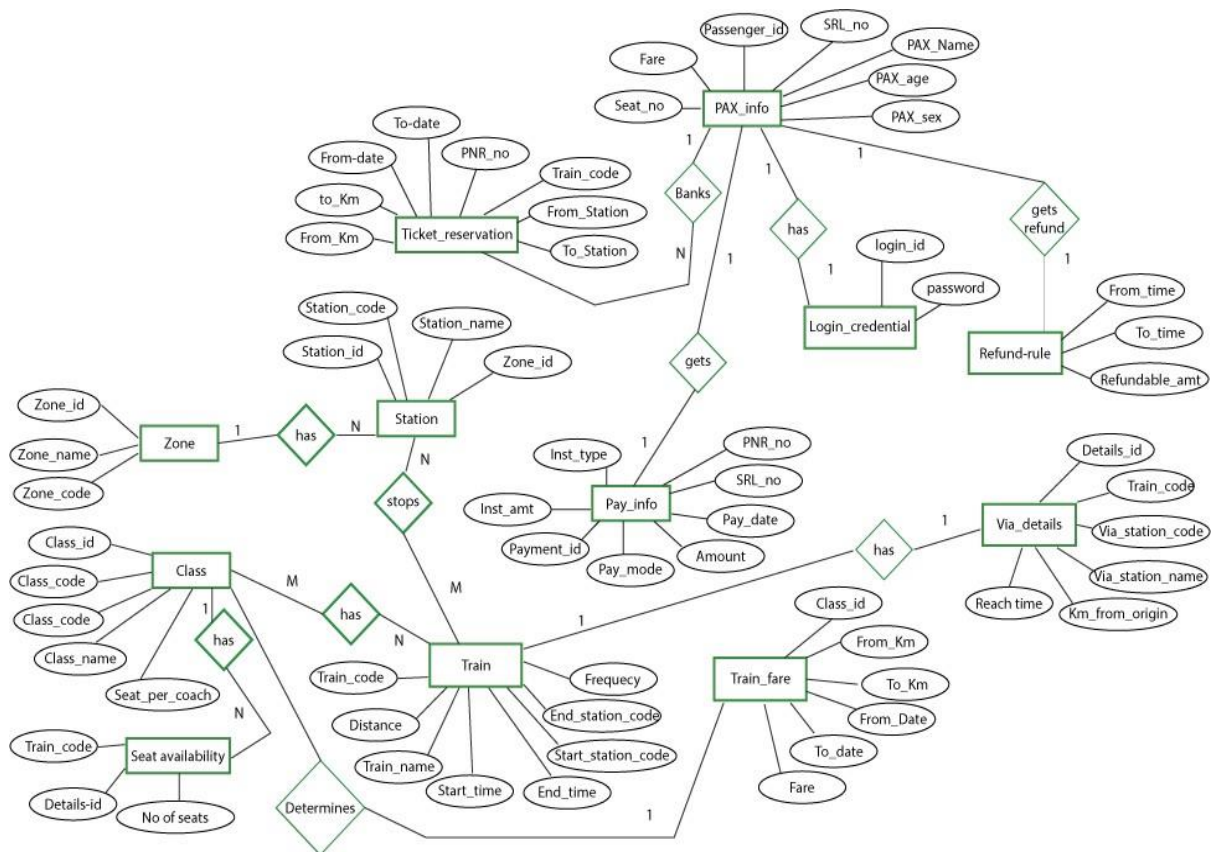 Passenger_id
SRL_no
PAX_Name
Fare
PAX_age
Seat_no
PAX_info
PAX_sex
To-date
1
1
1
1
From-date
PNR_no
Train_code
Banks
to_Km
From_Station
gets
refund
From_Km
Ticket_reservation
To_Station
has
login_id
N
1
1
1
Station_code
password
From_time
Station_name
Login_credential
To_time
Station_id
Zone_id
gets
Refund-rule
Refundable_amt
Zone_id
Station
Zone
1
has
N
N
1
PNR_no
Details_id
Zone_name
Inst_type
SRL_no
Train_code
Zone_code
stops
Inst_amt
Pay_info
Pay_date
Via_details
1
Via_station_code
Class_id
Payment_id
Amount
has
Via_station_name
Class_code
Class
M
Pay_mode
M
Class_code
1
has
Class_id
Reach time
Km_from_origin
has
N
1
From_Km
Class_name
Train
Train_code
Frequecy
Train_fare
To_Km
Seat_per_coach
N
Distance
End_station_code
From_Date
Train_code
Seat availability
Train_name
Start_station_code
To_date
Start_time
End_time
Fare
Details-id
No of seats
Determines
1